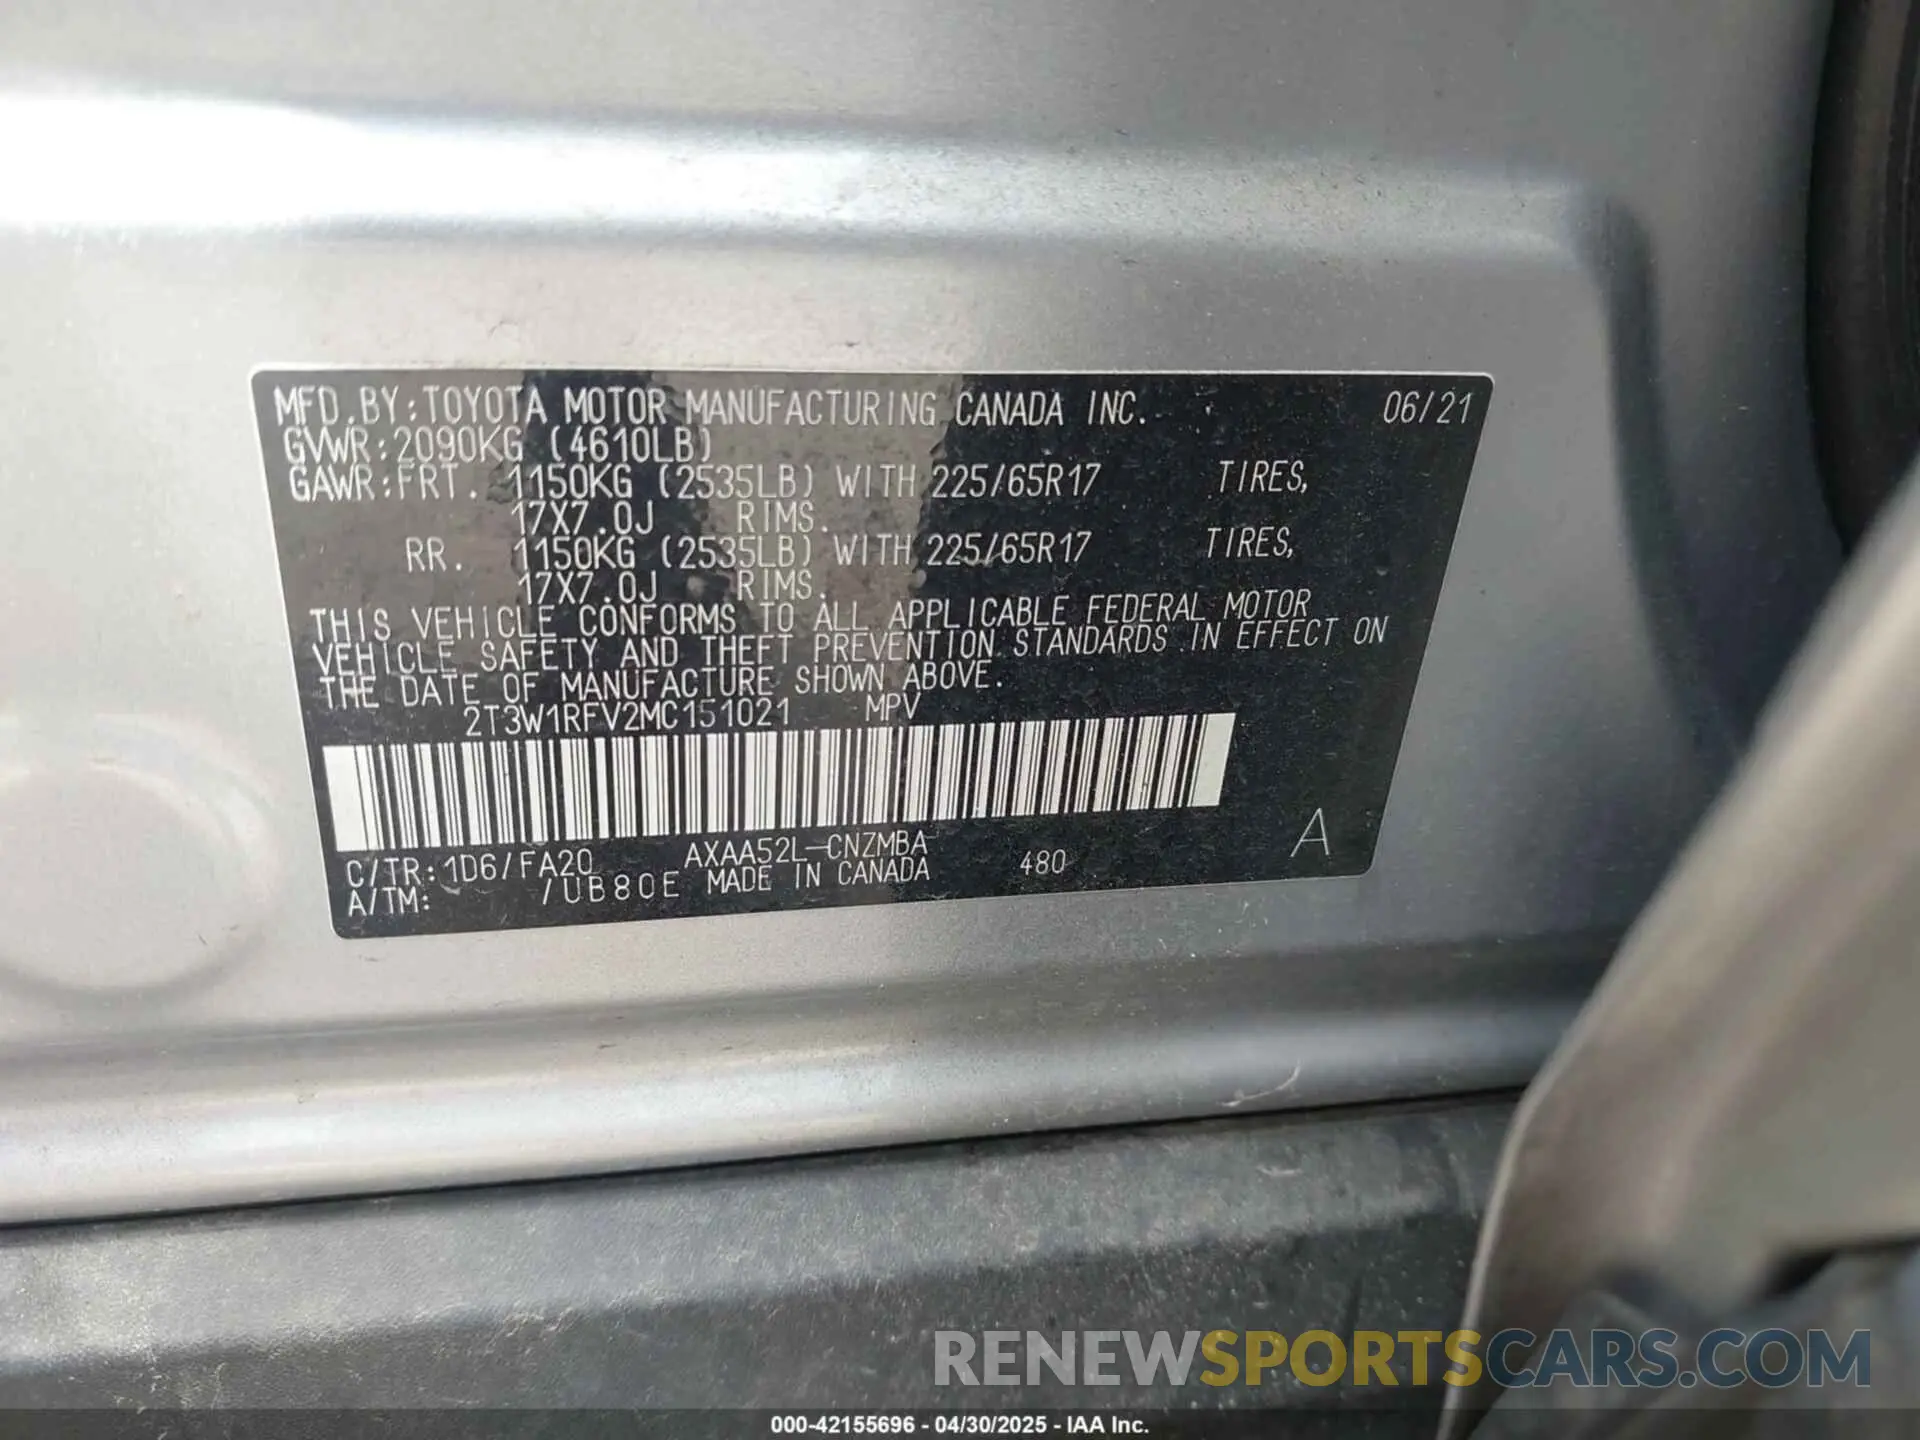 MFD.BY:TOYOTA MOTOR MANUFACTURING CANADA INC. 06/21
GVWR:2090KG (4610LB)
GAWR:FRT. 1150KG (2535LB) WITH 225/65R17 TIRES,
17X7.0J RIMS.
RR. 1150KG (2535LB) WITH 225/65R17 TIRES,
17X7.0J RIMS.
THIS VEHICLE CONFORMS TO ALL APPLICABLE FEDERAL MOTOR
VEHICLE SAFETY AND THEFT PREVENTION STANDARDS IN EFFECT ON
THE DATE OF MANUFACTURE SHOWN ABOVE.
2T3W1RFV2MC151021 MPV
C/TR:1D6/FA20 AXAA52L-CNZMBA 480 A
A/TM: /UB80E MADE IN CANADA
RENEWSPORTSCARS.COM
000-42155696 - 04/30/2025 - IAA Inc.